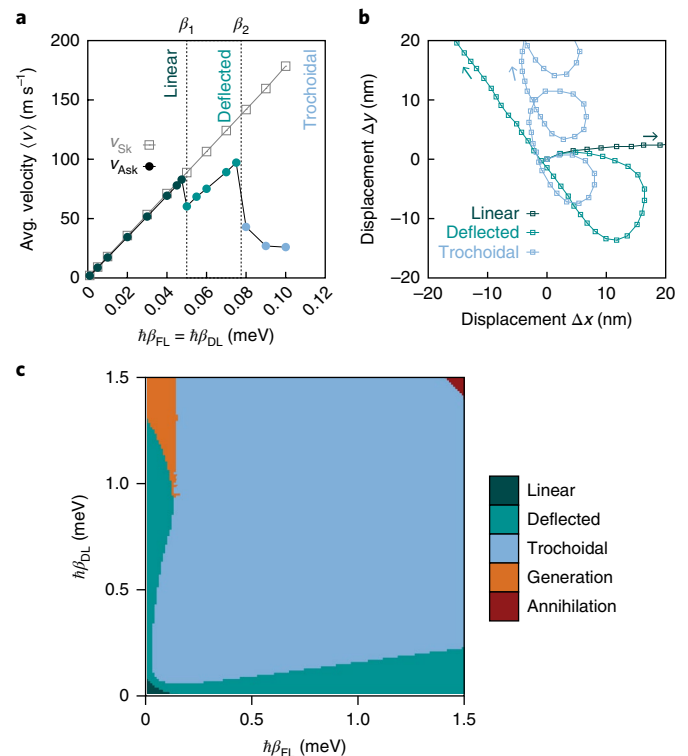 a
β1 β2
200
150
100
50
0
Avg. velocity ⟨v⟩ (m s⁻¹)
Linear
Deflected
Trochoidal
vSk
vAsk
0 0.02 0.04 0.06 0.08 0.10 0.12
ℏβFL = ℏβDL (meV)
b
20
10
0
−10
−20
Displacement Δy (nm)
Linear
Deflected
Trochoidal
−20 −10 0 10 20
Displacement Δx (nm)
c
1.5
1.0
0.5
0
ℏβDL (meV)
0 0.5 1.0 1.5
ℏβFL (meV)
Linear
Deflected
Trochoidal
Generation
Annihilation